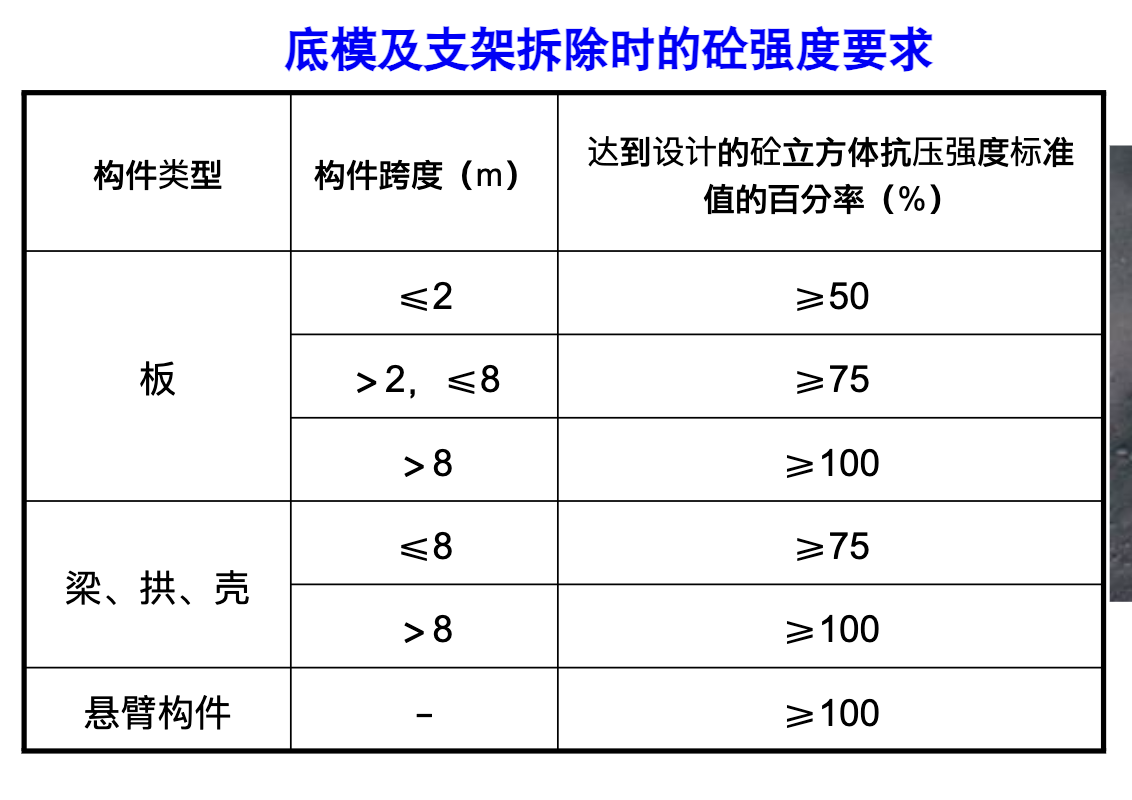 底模及支架拆除时的砼强度要求
构件类型
构件跨度（m）
达到设计的砼立方体抗压强度标准
值的百分率（%）
板
≤2
≥50
>2，≤8
≥75
>8
≥100
梁、拱、壳
≤8
≥75
>8
≥100
悬臂构件
–
≥100